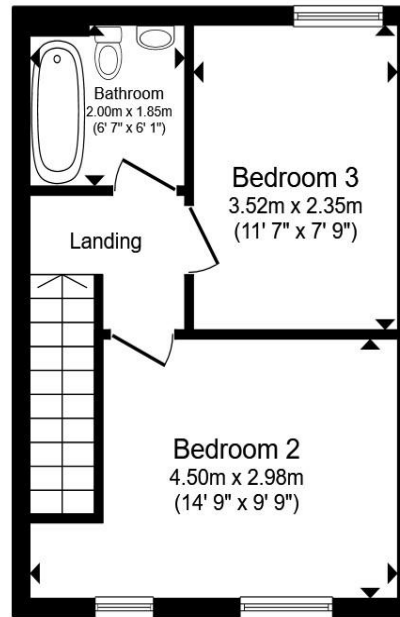 Bathroom
2.00m x 1.85m
(6' 7" x 6' 1")
Bedroom 3
3.52m x 2.35m
(11' 7" x 7' 9")
Landing
Bedroom 2
4.50m x 2.98m
(14' 9" x 9' 9")